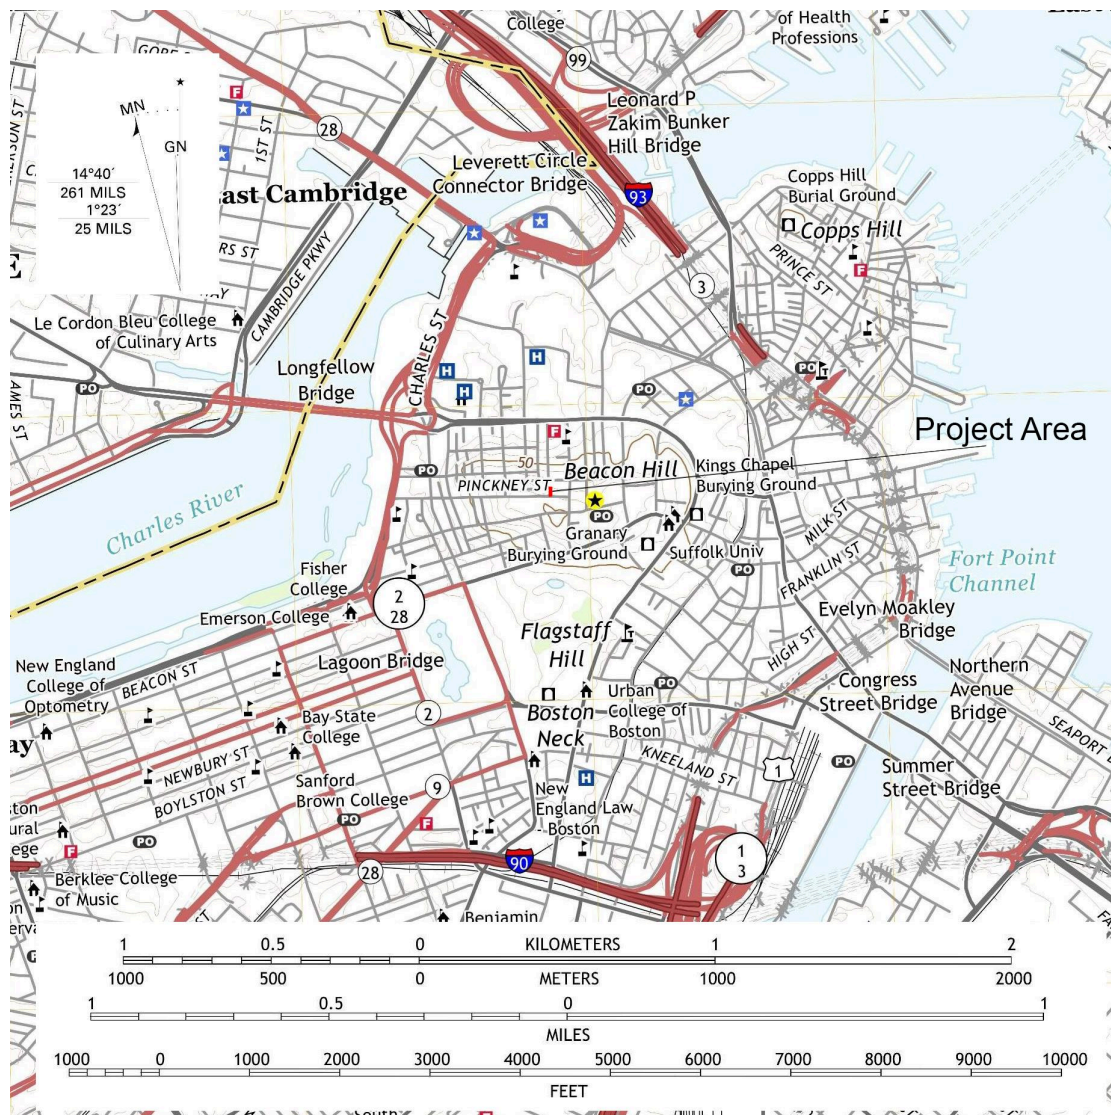 College
of Health
Professions
99
Leonard P
Zakim Bunker
Hill Bridge
MN
GN
14°40´
261 MILS
1°23´
25 MILS
28
1ST ST
Leverett Circle
Connector Bridge
93
Copps Hill
Burial Ground
Copps Hill
F
PRINCE ST
3
CAMBRIDGE PKWY
Le Cordon Bleu College
of Culinary Arts
CHARLES ST
Longfellow
Bridge
H
H
H
PO
PO
PO
AMES ST
Project Area
F
PO
50
Beacon Hill
Kings Chapel
Burying Ground
PINCKNEY ST
Charles River
PO
Granary
Burying Ground
Suffolk Univ
MILK ST
FRANKLIN ST
PO
Fort Point
Channel
Fisher
College
2
28
Emerson College
Evelyn Moakley
Bridge
Flagstaff
Hill
HIGH ST
Lagoon Bridge
New England
College of
Optometry
BEACON ST
PO
Congress
Street Bridge
Northern
Avenue
Bridge
Urban
College of
Boston
Boston
Neck
2
Bay State
College
NEWBURY ST
BOYLSTON ST
KNEELAND ST
1
PO
SEAPORT
Summer
Street Bridge
Sanford
Brown College
9
H
New
England Law
- Boston
PO
F
PO
F
90
28
1
3
Berklee College
of Music
Benjamin
1 0.5 0 KILOMETERS 1 2
1000 500 0 METERS 1000 2000
1 0.5 0 1
MILES
1000 0 1000 2000 3000 4000 5000 6000 7000 8000 9000 10000
FEET